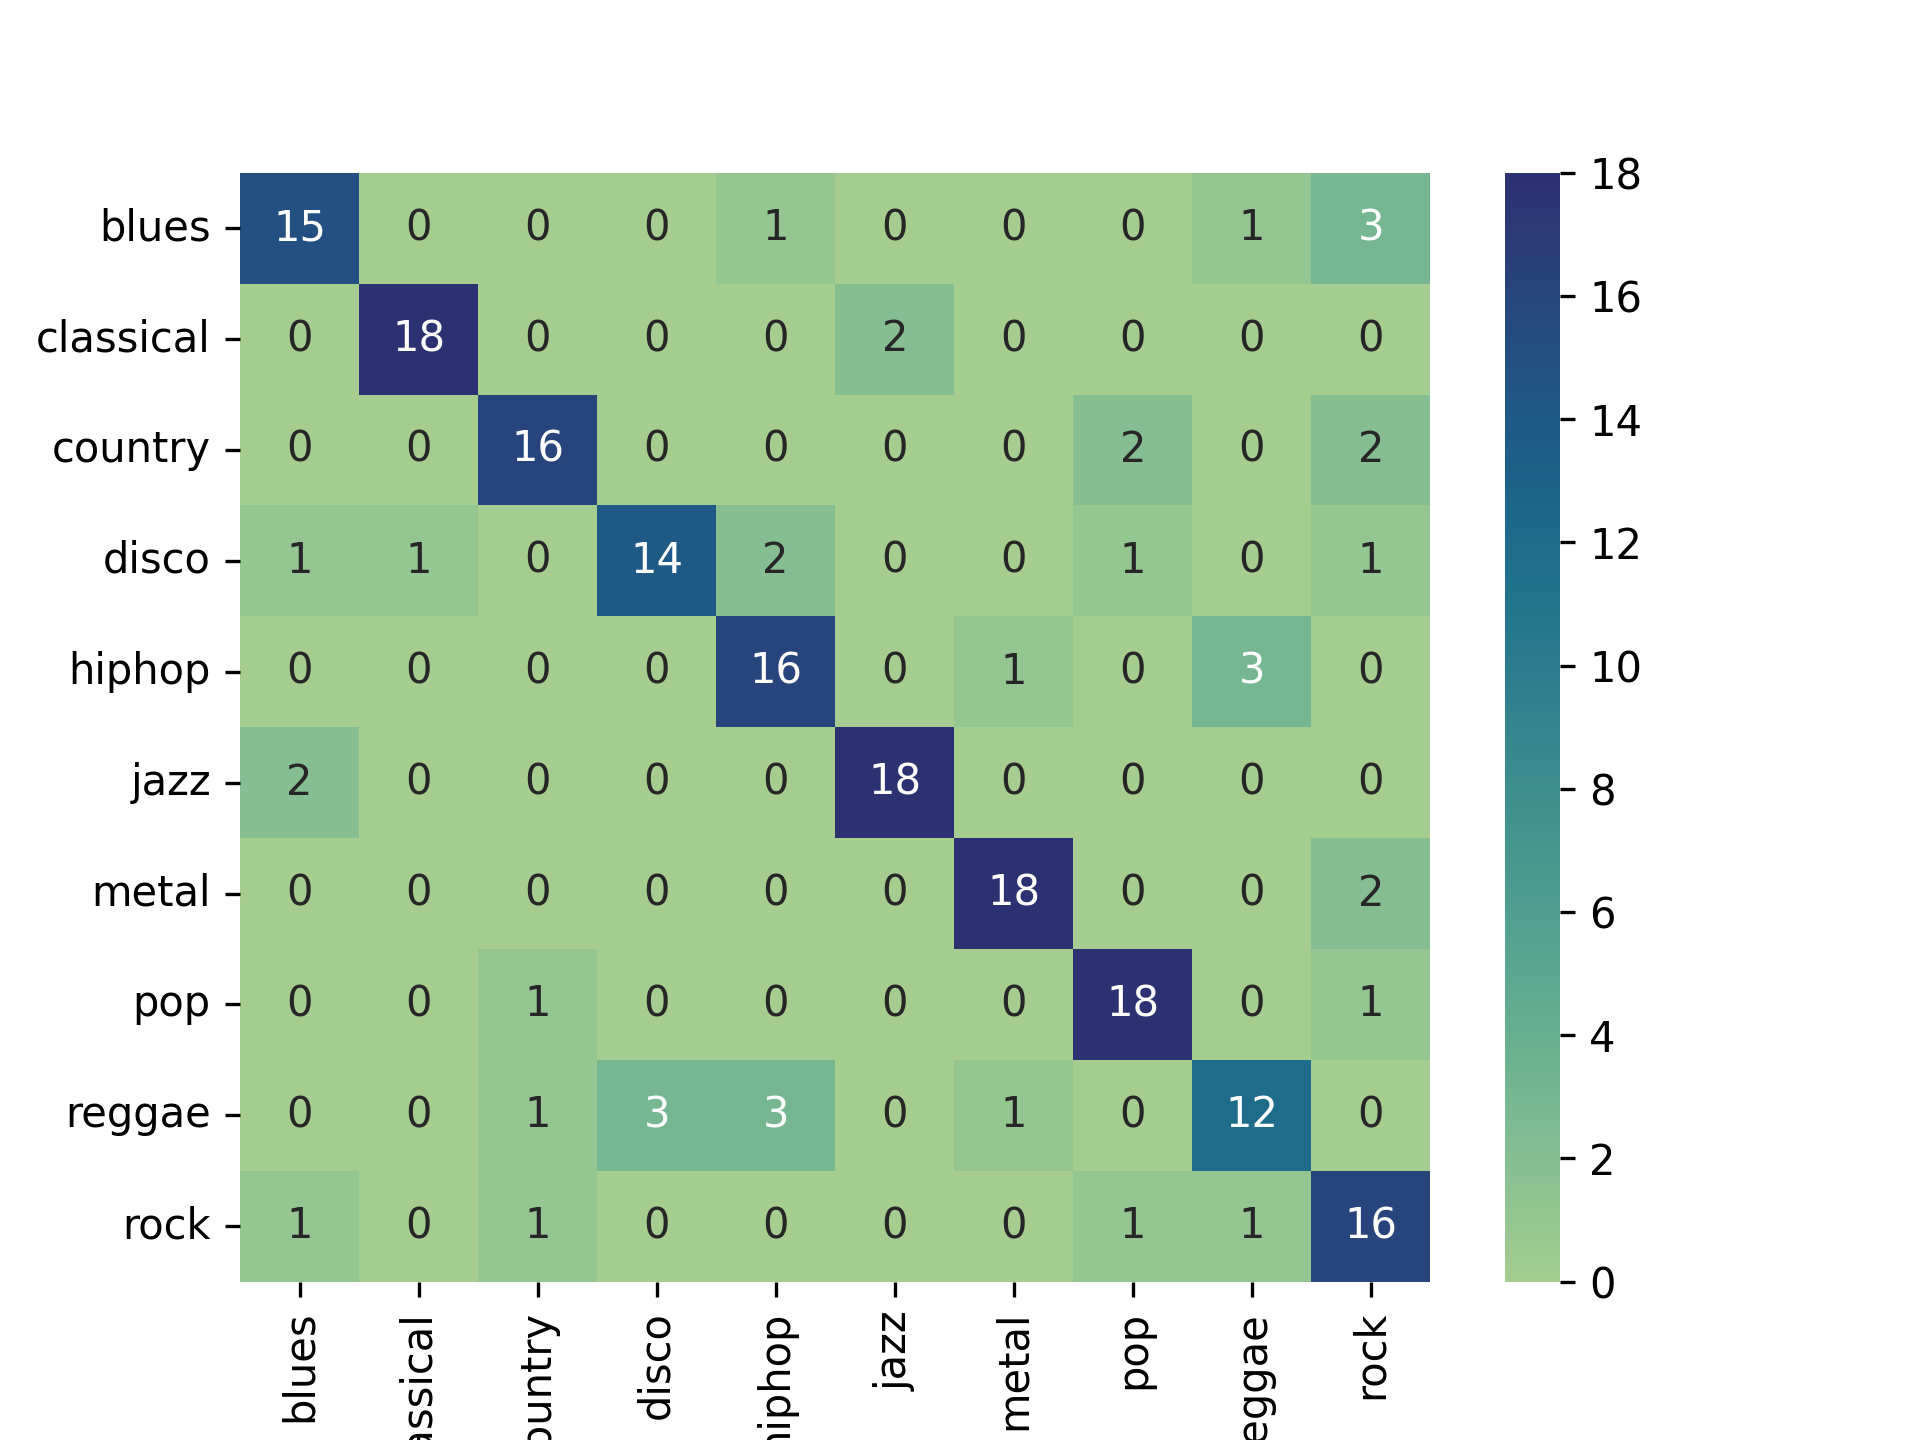 18
blues 15 0 0 0 1 0 0 0 1 3
16
classical 0 18 0 0 0 2 0 0 0 0
14
country 0 0 16 0 0 0 0 2 0 2
12
disco 1 1 0 14 2 0 0 1 0 1
10
hiphop 0 0 0 0 16 0 1 0 3 0
8
jazz 2 0 0 0 0 18 0 0 0 0
6
metal 0 0 0 0 0 0 18 0 0 2
4
pop 0 0 1 0 0 0 0 18 0 1
2
reggae 0 0 1 3 3 0 1 0 12 0
rock 1 0 1 0 0 0 0 1 1 16
0
blues
assical
ountry
disco
hiphop
jazz
metal
pop
eggae
rock